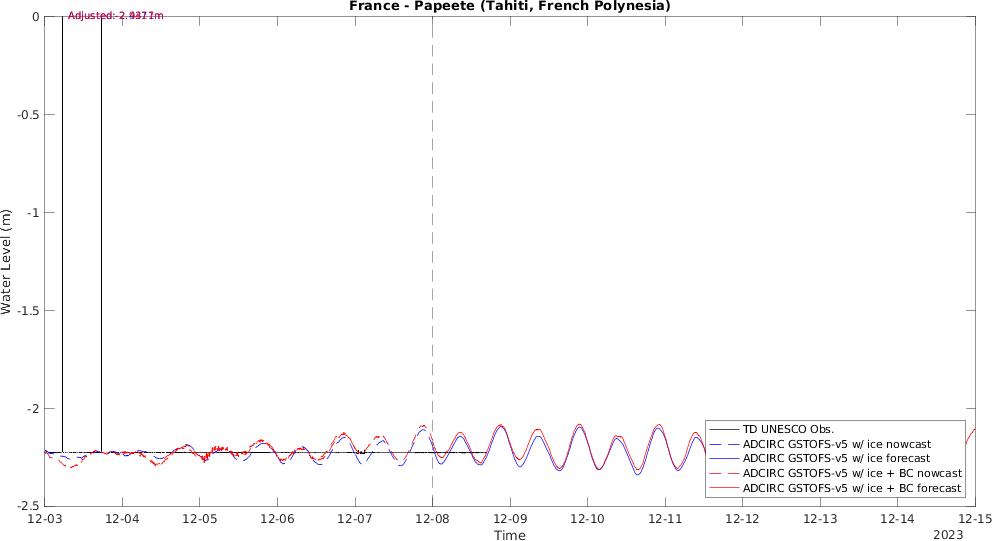 France - Papeete (Tahiti, French Polynesia)
Adjusted:
0
-0.5
-1
-1.5
-2
-2.5
Water Level (m)
TD UNESCO Obs.
ADCIRC GSTOFS-v5 w/ ice nowcast
ADCIRC GSTOFS-v5 w/ ice forecast
ADCIRC GSTOFS-v5 w/ ice + BC nowcast
ADCIRC GSTOFS-v5 w/ ice + BC forecast
12-03 12-04 12-05 12-06 12-07 12-08 12-09 12-10 12-11 12-12 12-13 12-14 12-15
Time
2023